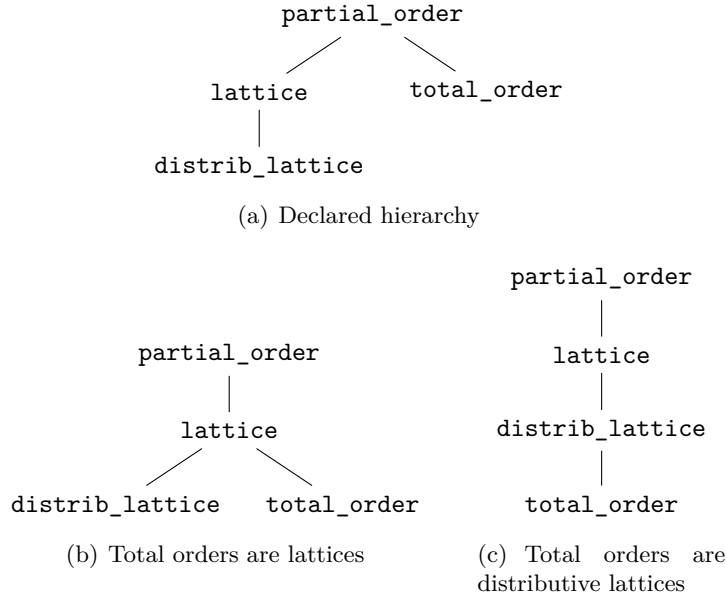 partial_order
lattice total_order
distrib_lattice
(a) Declared hierarchy
partial_order
lattice
distrib_lattice total_order
(b) Total orders are lattices
partial_order
lattice
distrib_lattice
total_order
(c) Total orders are
distributive lattices